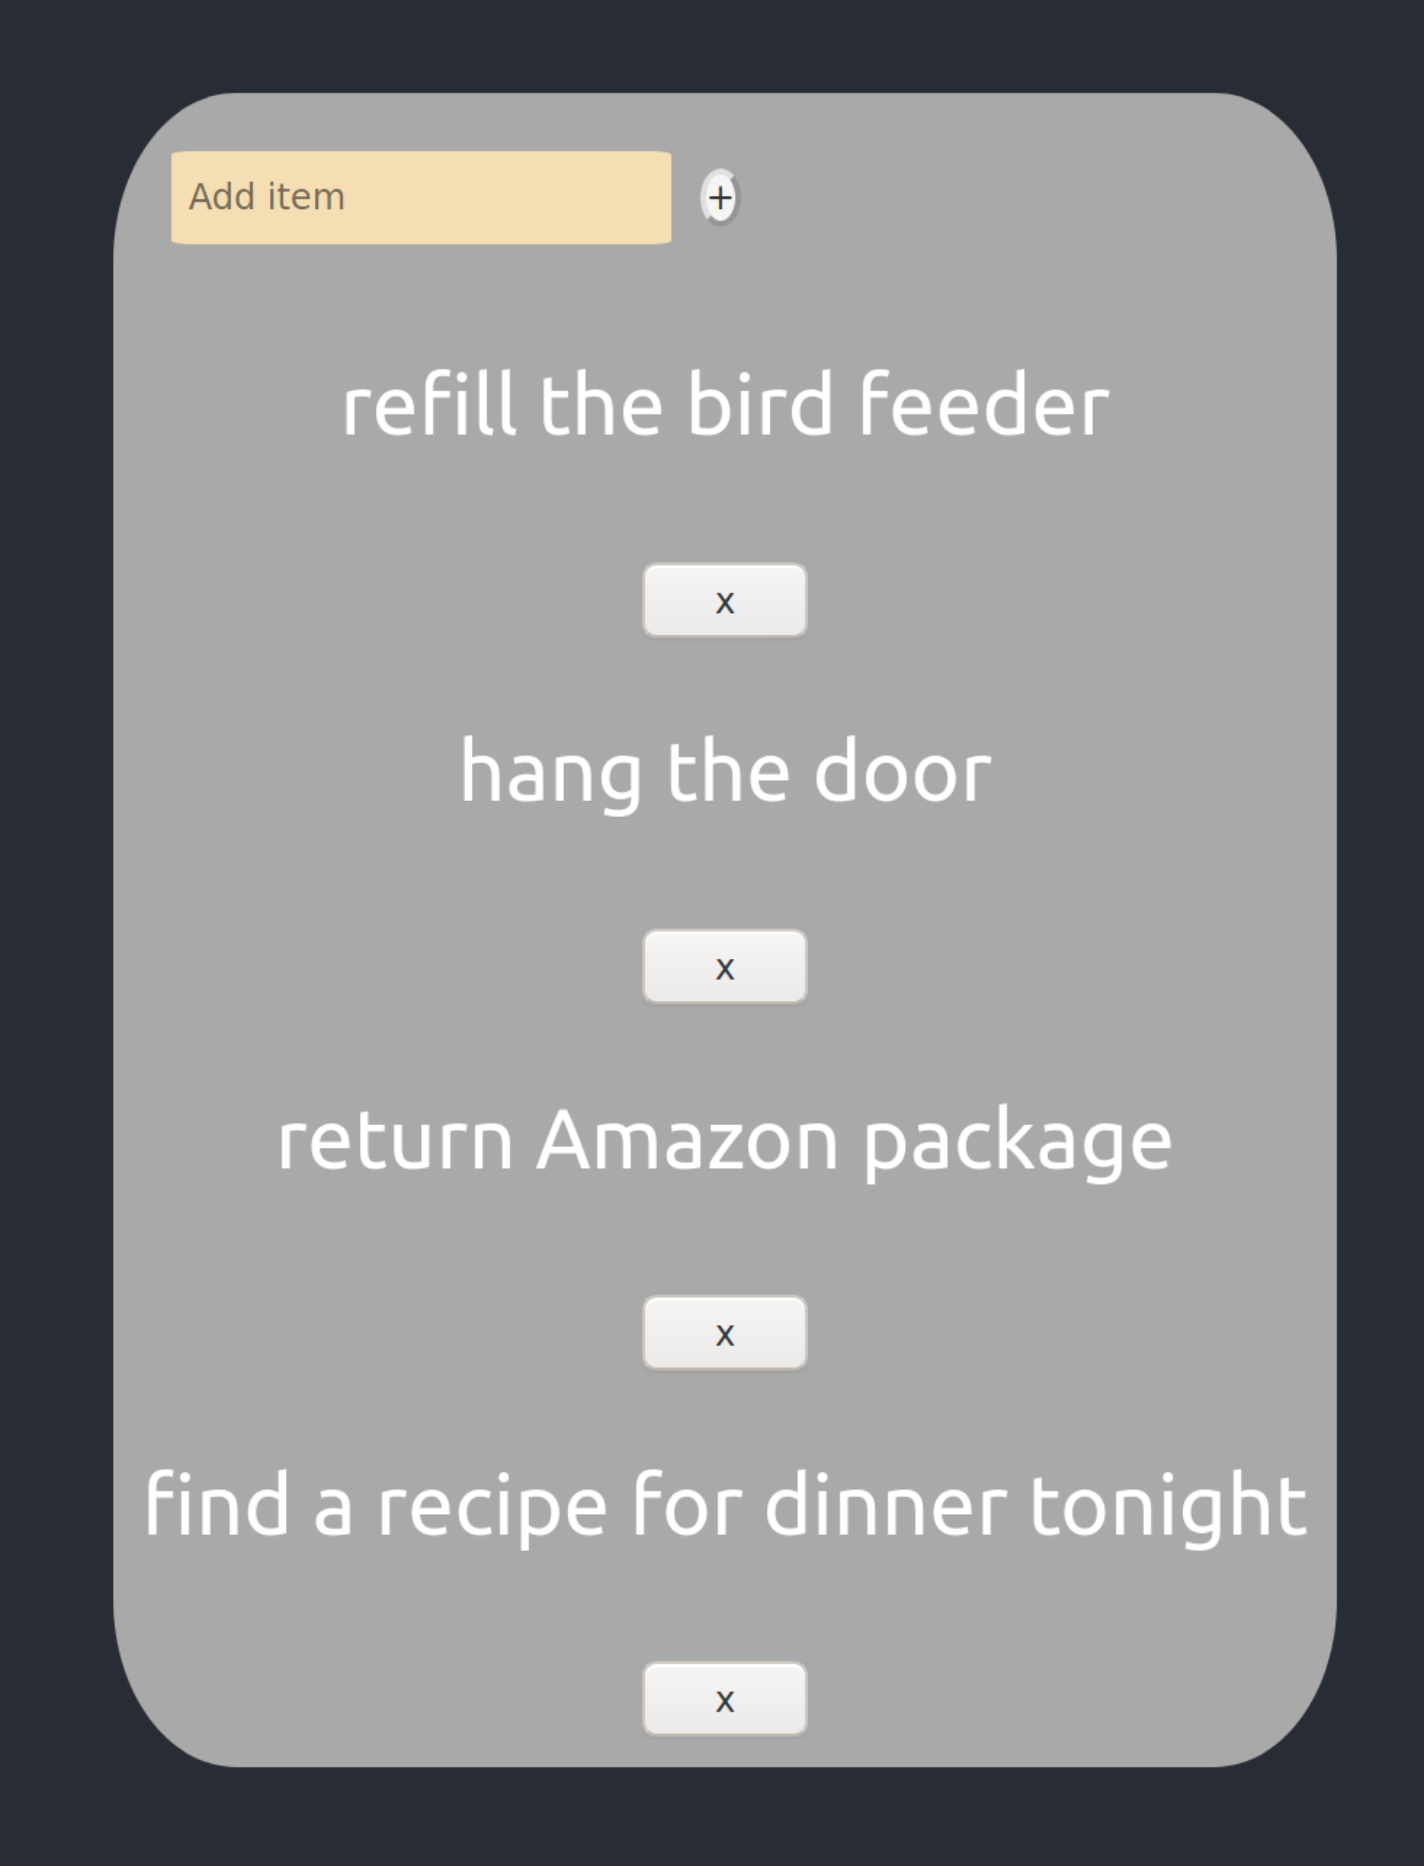 Add item +
refill the bird feeder
x
hang the door
x
return Amazon package
x
find a recipe for dinner tonight
x